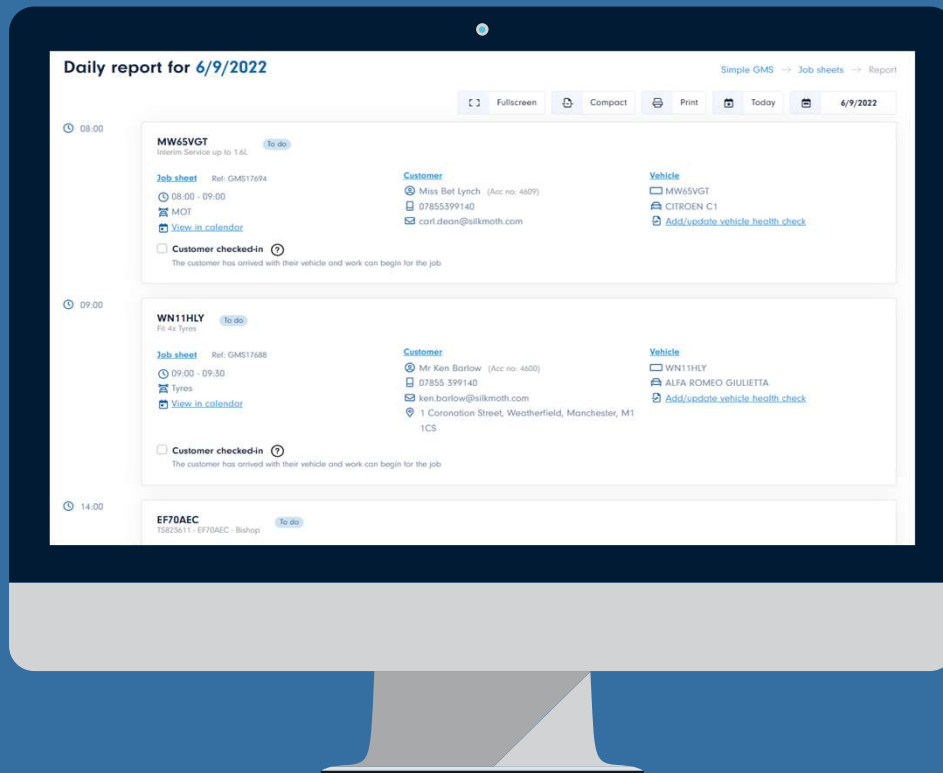 Daily report for 6/9/2022
Simple GMS → Job sheets → Report
Fullscreen Compact Print Today 6/9/2022
08:00
MW65VGT To do
Interim Service up to 1.6L
Job sheet Ref: GMS17694
08:00 - 09:00
MOT
View in calendar
Customer
Miss Bet Lynch (Acc no: 4609)
07855399140
carl.dean@silkmoth.com
Vehicle
MW65VGT
CITROEN C1
Add/update vehicle health check
Customer checked-in ?
The customer has arrived with their vehicle and work can begin for the job
09:00
WN11HLY To do
Fit 4x Tyres
Job sheet Ref: GMS17688
09:00 - 09:30
Tyres
View in calendar
Customer
Mr Ken Barlow (Acc no: 4600)
07855 399140
ken.barlow@silkmoth.com
1 Coronation Street, Weatherfield, Manchester, M1
1CS
Vehicle
WN11HLY
ALFA ROMEO GIULIETTA
Add/update vehicle health check
Customer checked-in ?
The customer has arrived with their vehicle and work can begin for the job
14:00
EF70AEC To do
TS823611 - EF70AEC - Bishop